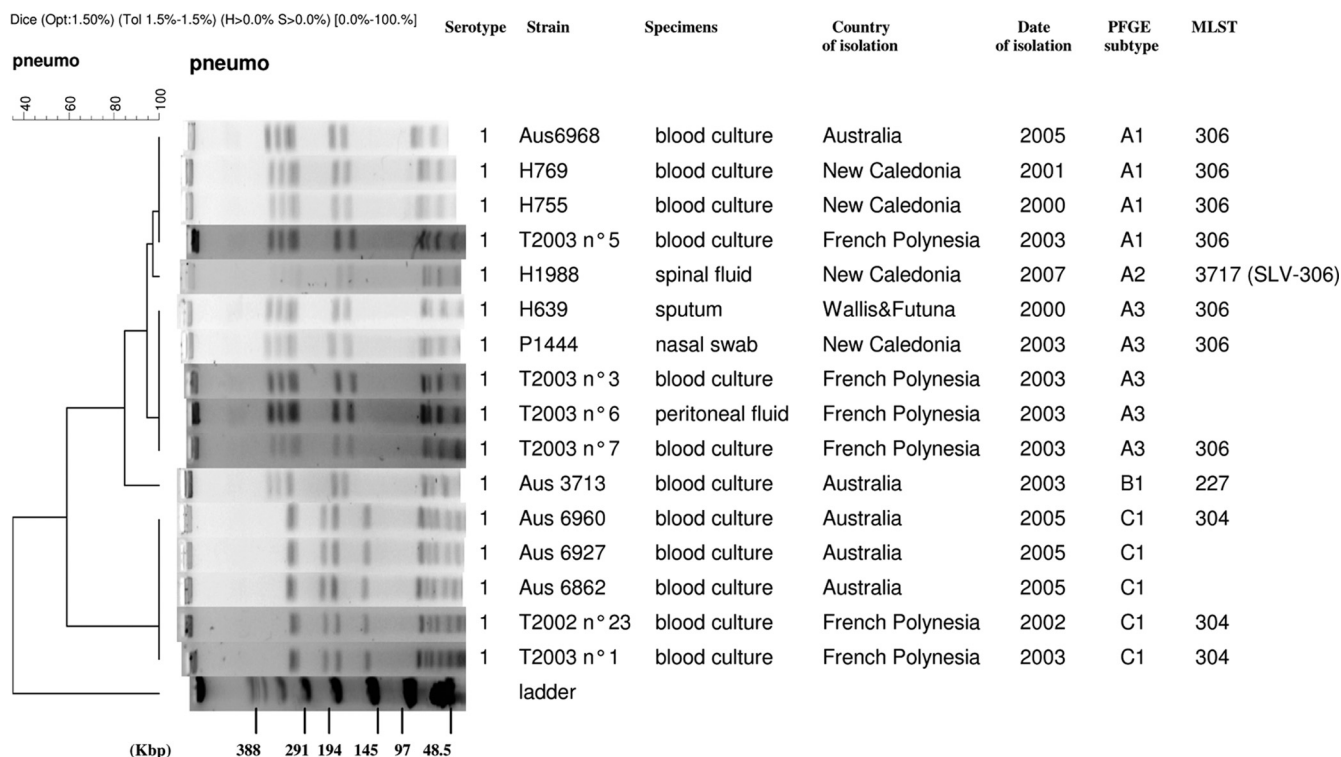 Dice (Opt:1.50%) (Tol 1.5%-1.5%) (H>0.0% S>0.0%) [0.0%-100.%]
Serotype Strain Specimens Country of isolation Date of isolation PFGE subtype MLST
pneumo pneumo
40 60 80 100
1 Aus6968 blood culture Australia 2005 A1 306
1 H769 blood culture New Caledonia 2001 A1 306
1 H755 blood culture New Caledonia 2000 A1 306
1 T2003 n°5 blood culture French Polynesia 2003 A1 306
1 H1988 spinal fluid New Caledonia 2007 A2 3717 (SLV-306)
1 H639 sputum Wallis&Futuna 2000 A3 306
1 P1444 nasal swab New Caledonia 2003 A3 306
1 T2003 n°3 blood culture French Polynesia 2003 A3
1 T2003 n°6 peritoneal fluid French Polynesia 2003 A3
1 T2003 n°7 blood culture French Polynesia 2003 A3 306
1 Aus 3713 blood culture Australia 2003 B1 227
1 Aus 6960 blood culture Australia 2005 C1 304
1 Aus 6927 blood culture Australia 2005 C1
1 Aus 6862 blood culture Australia 2005 C1
1 T2002 n°23 blood culture French Polynesia 2002 C1 304
1 T2003 n°1 blood culture French Polynesia 2003 C1 304
ladder
(Kbp) 388 291 194 145 97 48.5